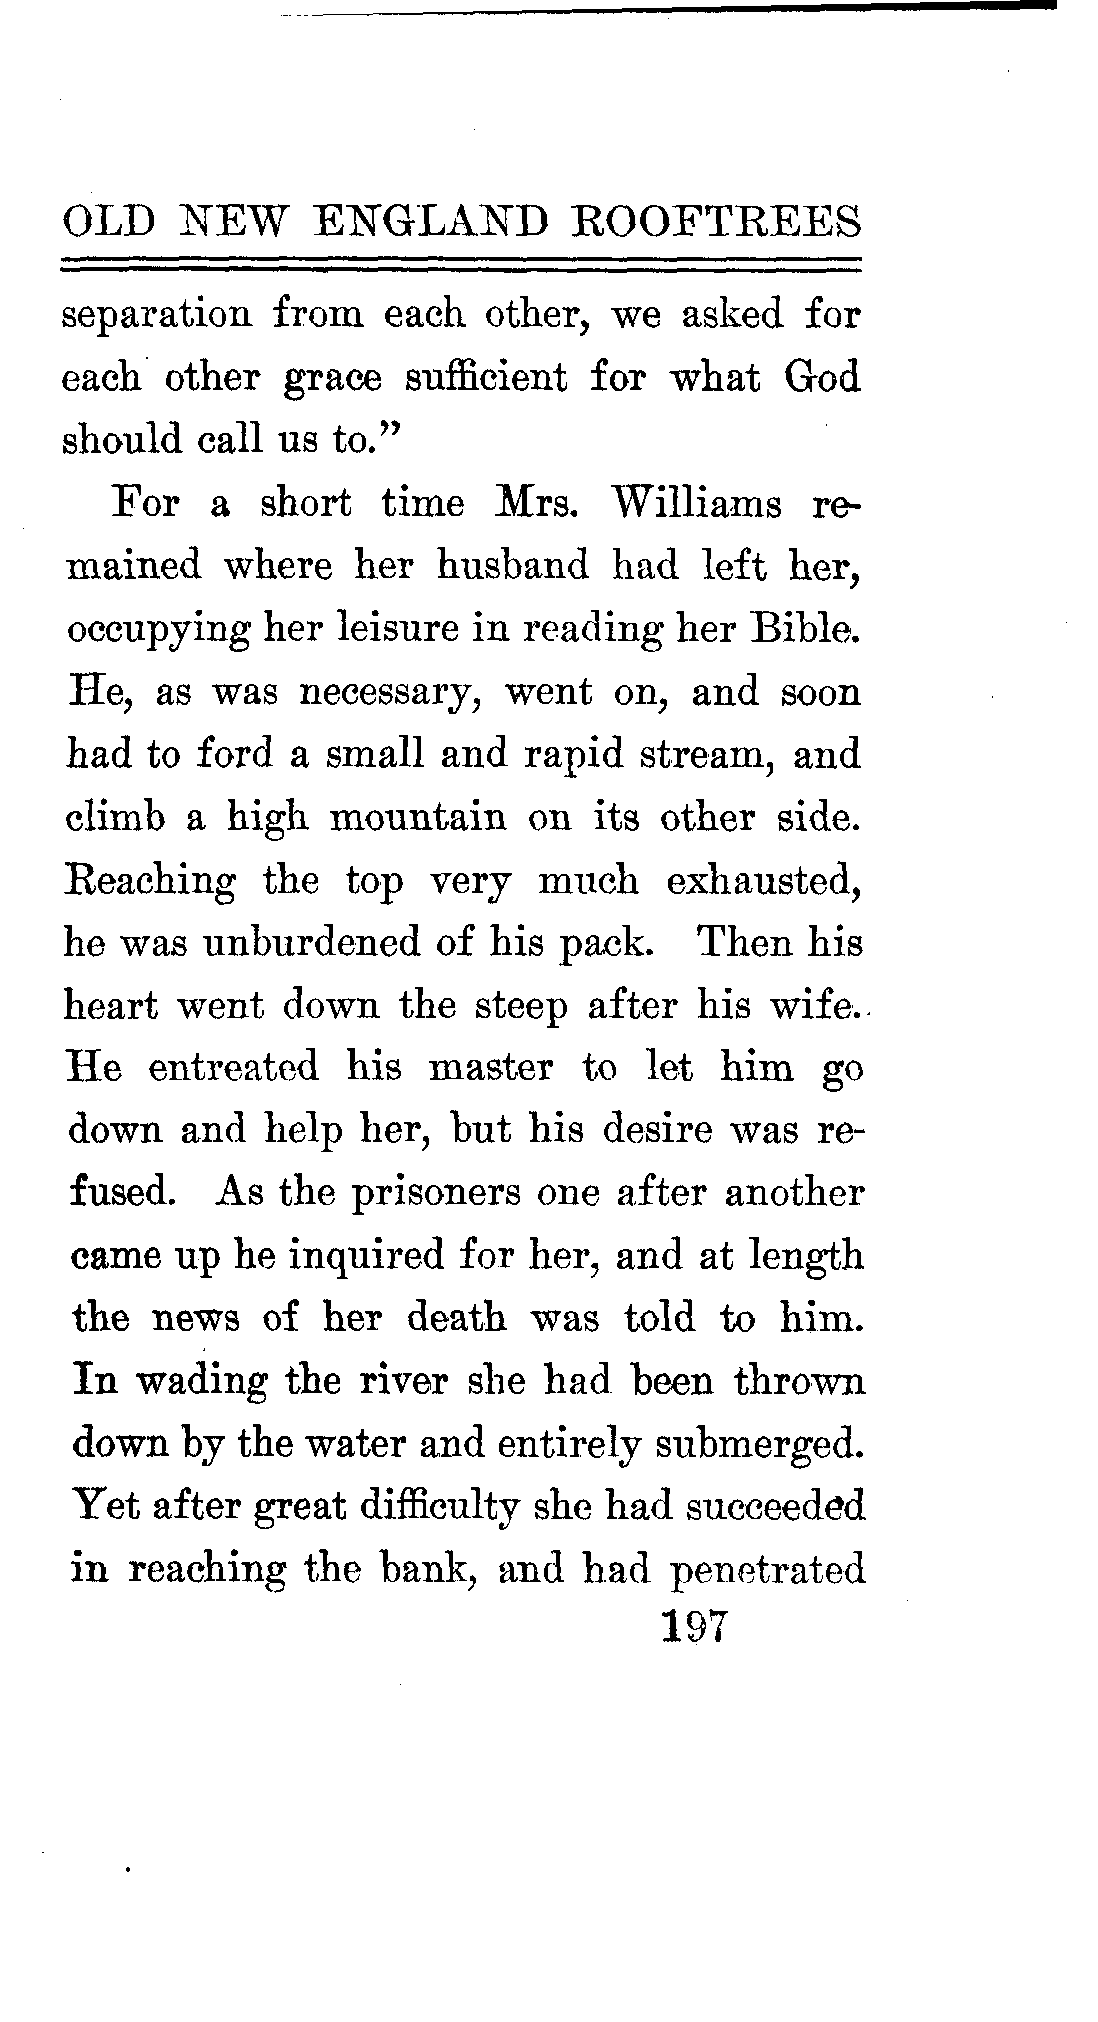 OLD NEW ENGLAND ROOFTREES
separation from each other, we asked for
each other grace sufficient for what God
should call us to.”
For a short time Mrs. Williams re-
mained where her husband had left her,
occupying her leisure in reading her Bible.
He, as was necessary, went on, and soon
had to ford a small and rapid stream, and
climb a high mountain on its other side.
Reaching the top very much exhausted,
he was unburdened of his pack. Then his
heart went down the steep after his wife.
He entreated his master to let him go
down and help her, but his desire was re-
fused. As the prisoners one after another
came up he inquired for her, and at length
the news of her death was told to him.
In wading the river she had been thrown
down by the water and entirely submerged.
Yet after great difficulty she had succeeded
in reaching the bank, and had penetrated
197